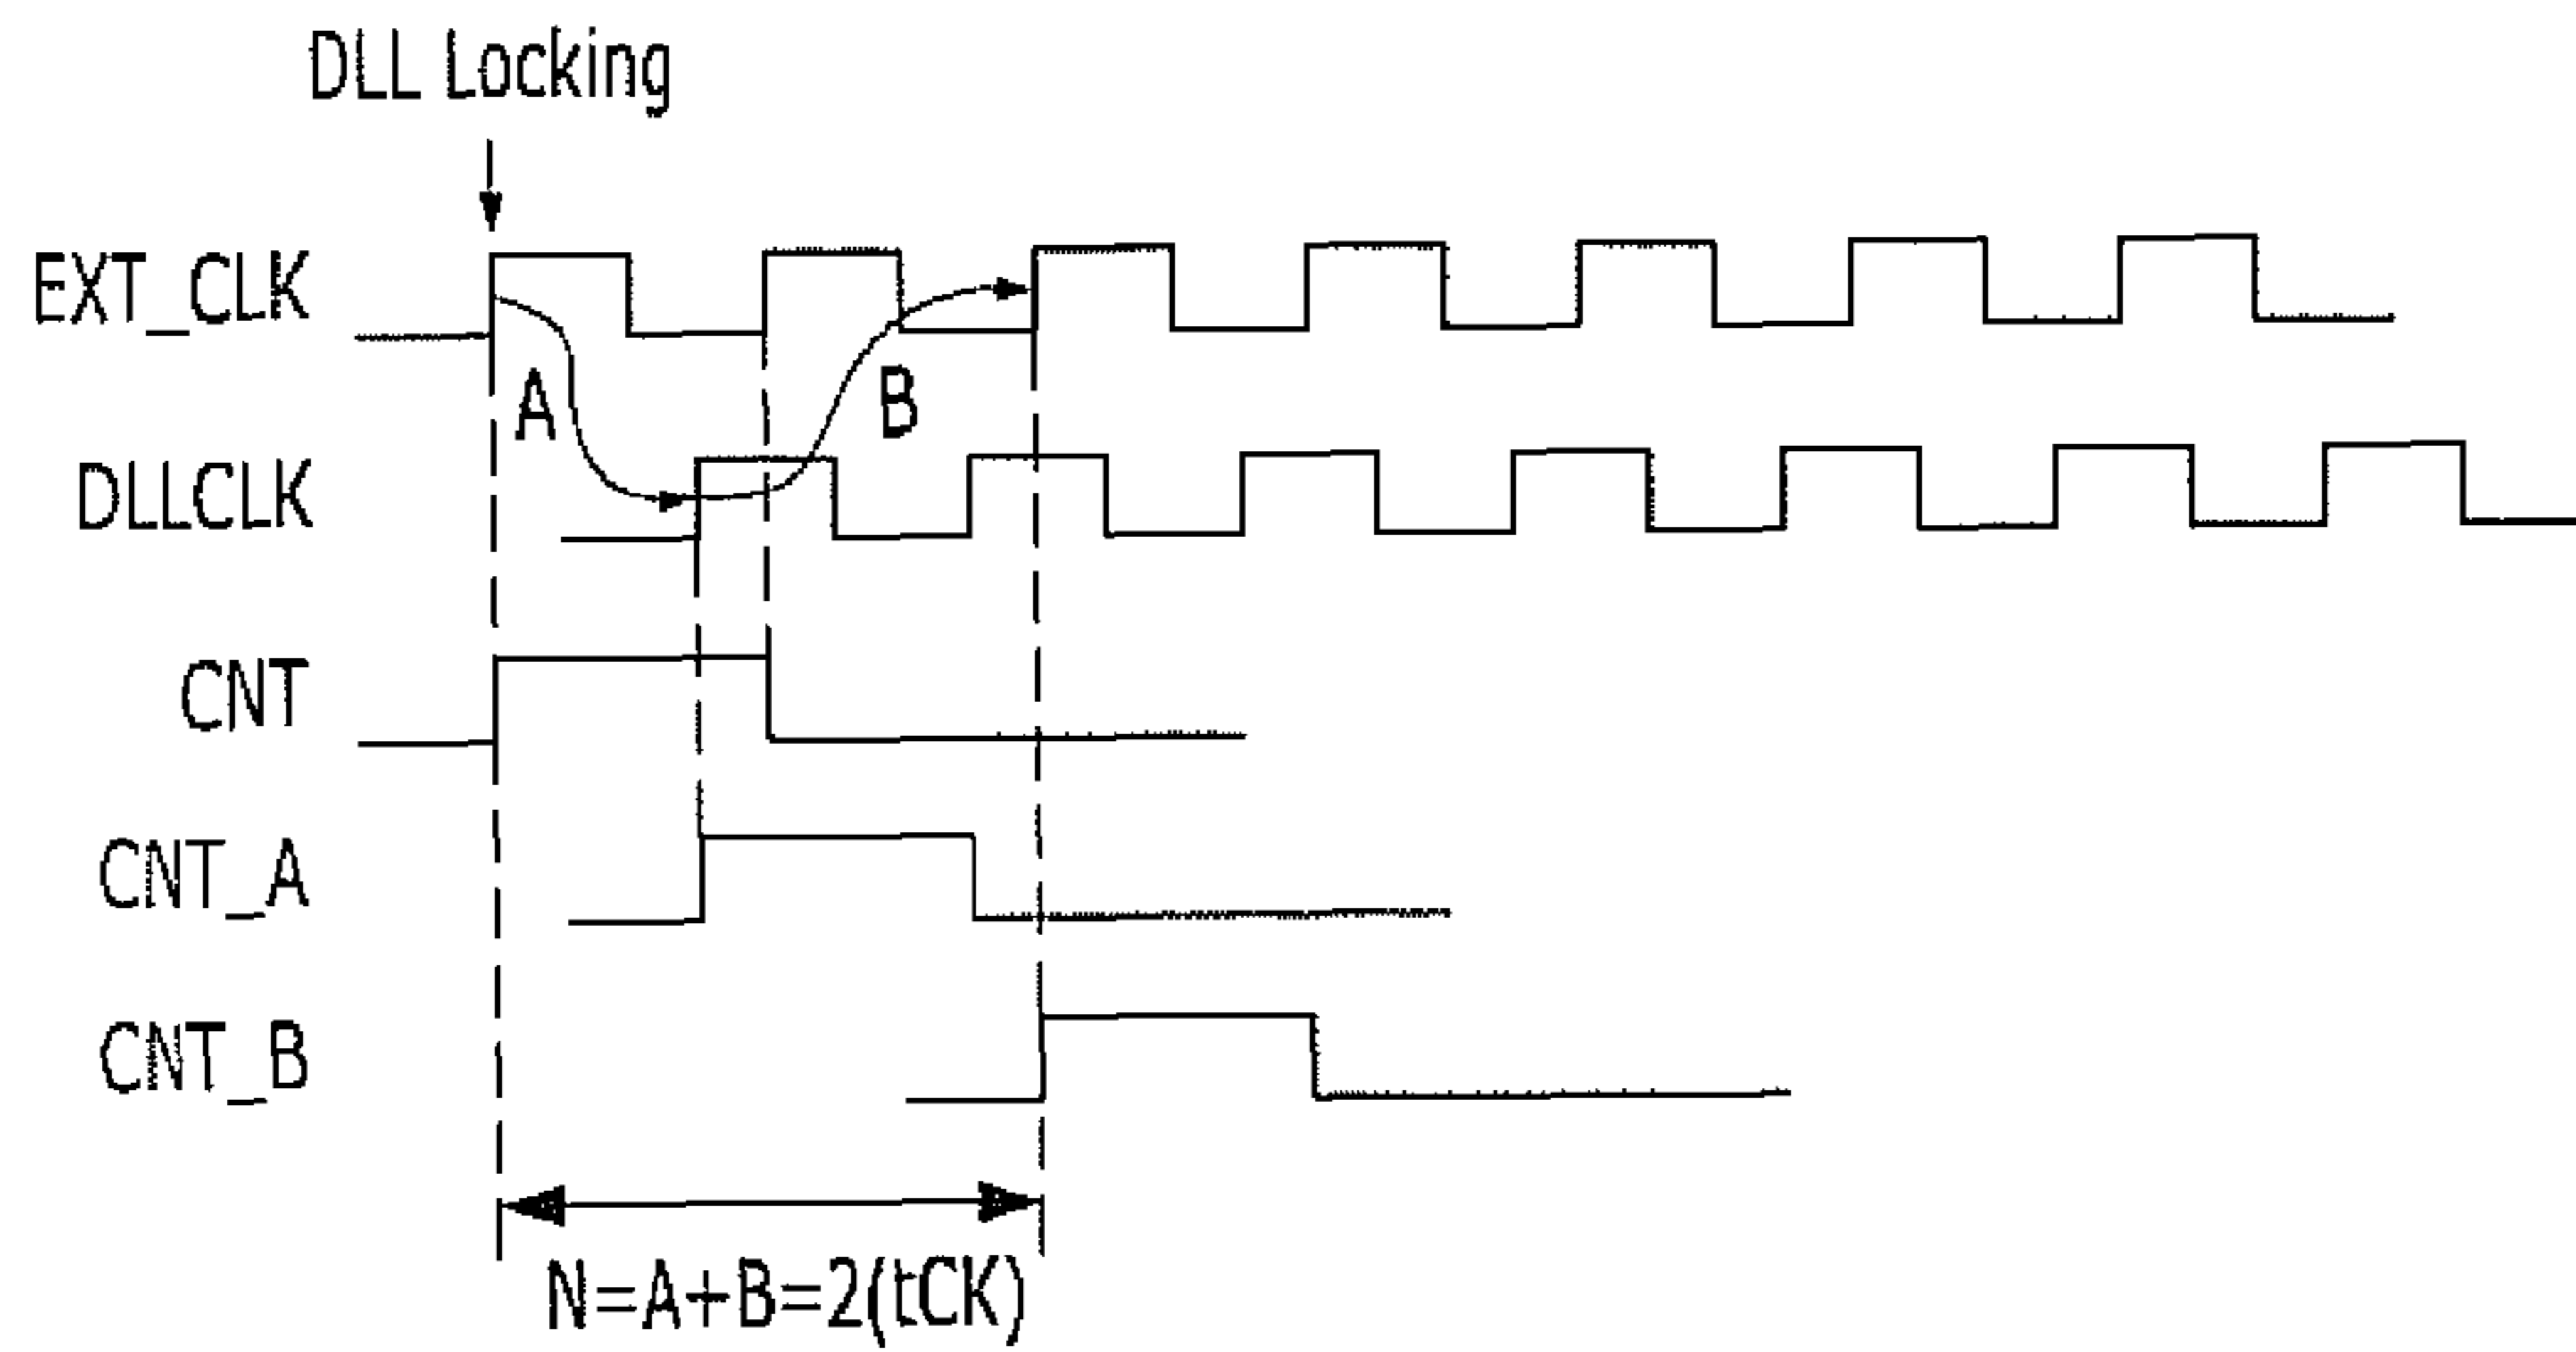 DLL Locking
EXT_CLK
A
B
DLLCLK
CNT
CNT_A
CNT_B
N=A+B=2(tCK)